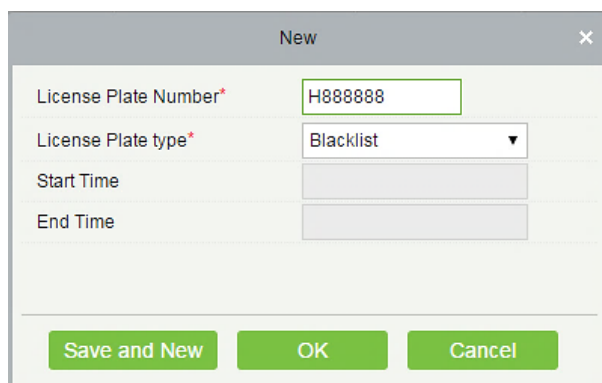 New
License Plate Number* H888888
License Plate type* Blacklist
Start Time
End Time
Save and New OK Cancel